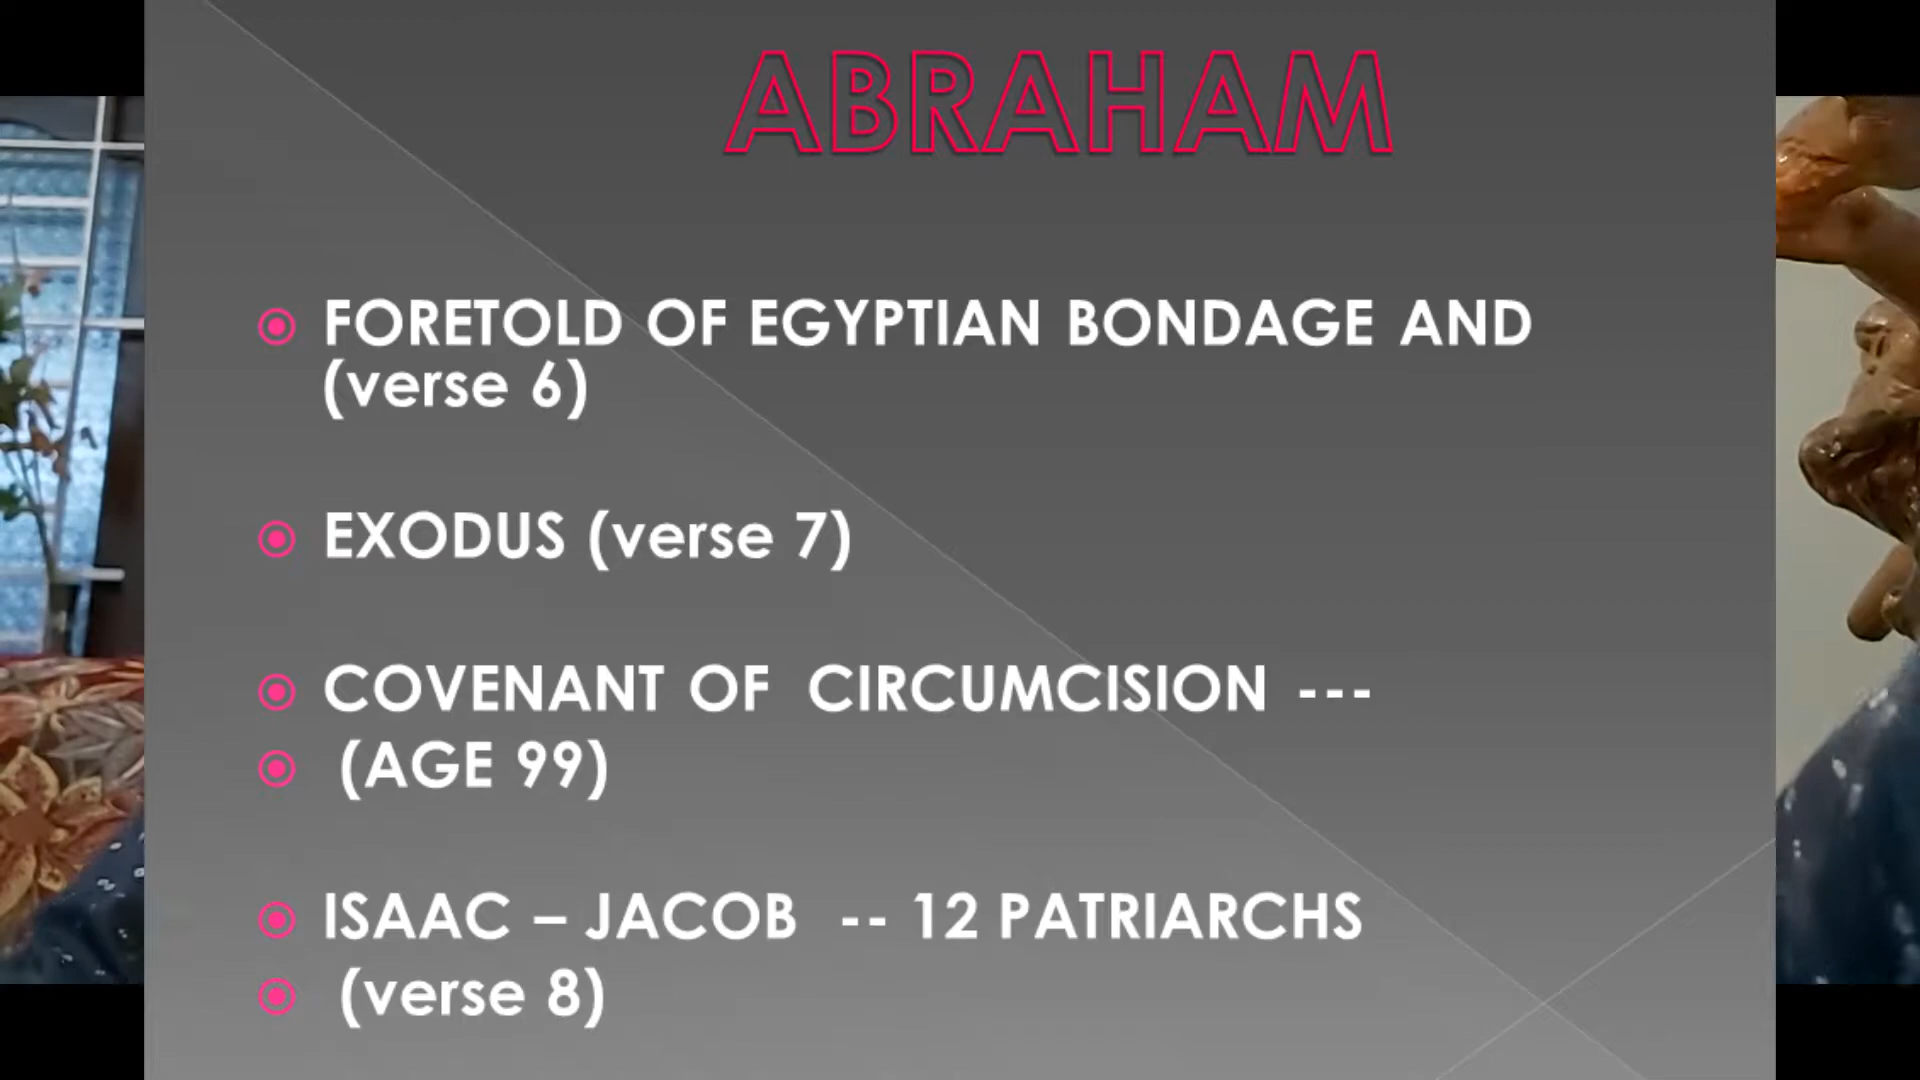 ABRAHAM
FORETOLD OF EGYPTIAN BONDAGE AND
(verse 6)
EXODUS (verse 7)
COVENANT OF CIRCUMCISION ---
(AGE 99)
ISAAC – JACOB -- 12 PATRIARCHS
(verse 8)